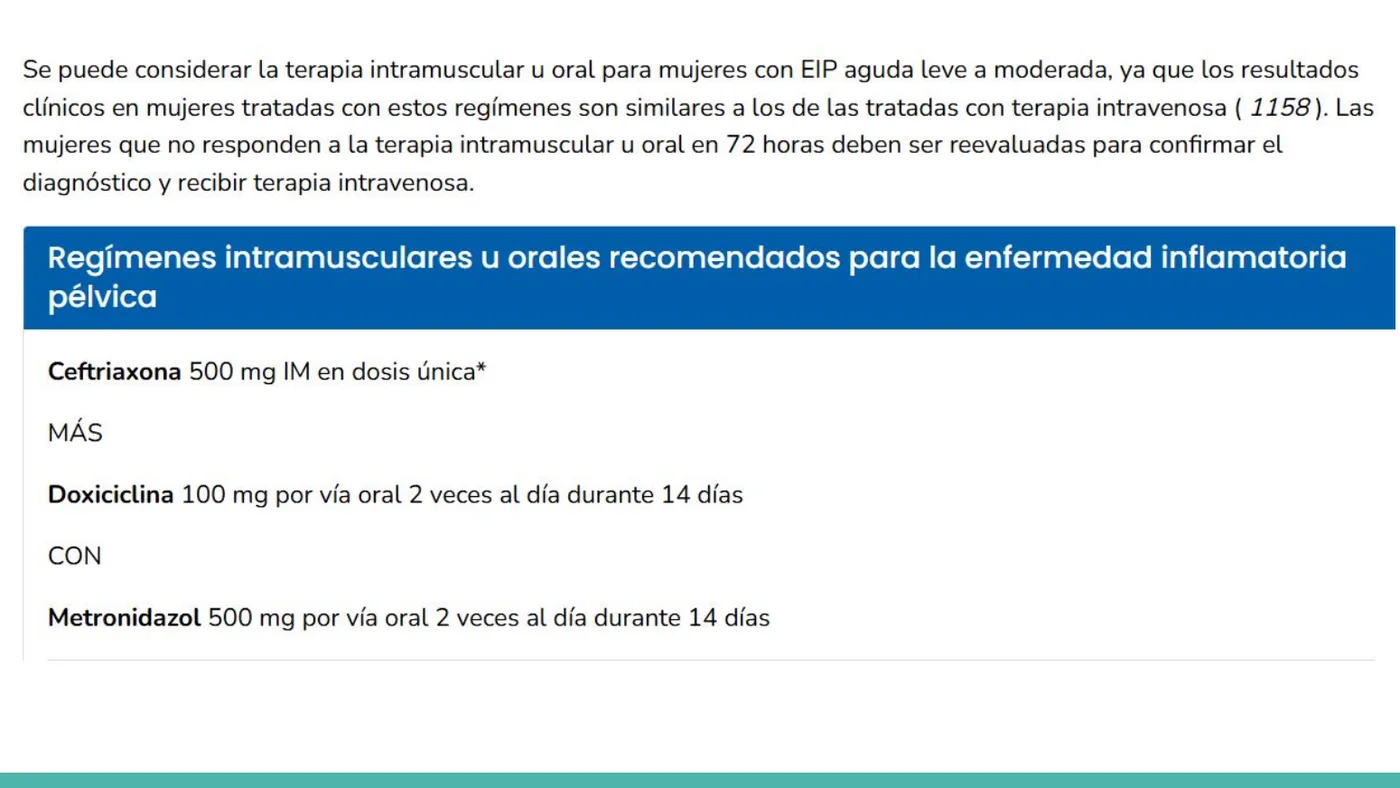 Se puede considerar la terapia intramuscular u oral para mujeres con EIP aguda leve a moderada, ya que los resultados
clínicos en mujeres tratadas con estos regímenes son similares a los de las tratadas con terapia intravenosa ( 1158 ). Las
mujeres que no responden a la terapia intramuscular u oral en 72 horas deben ser reevaluadas para confirmar el
diagnóstico y recibir terapia intravenosa.
Regímenes intramusculares u orales recomendados para la enfermedad inflamatoria
pélvica
Ceftriaxona 500 mg IM en dosis única*
MÁS
Doxiciclina 100 mg por vía oral 2 veces al día durante 14 días
CON
Metronidazol 500 mg por vía oral 2 veces al día durante 14 días